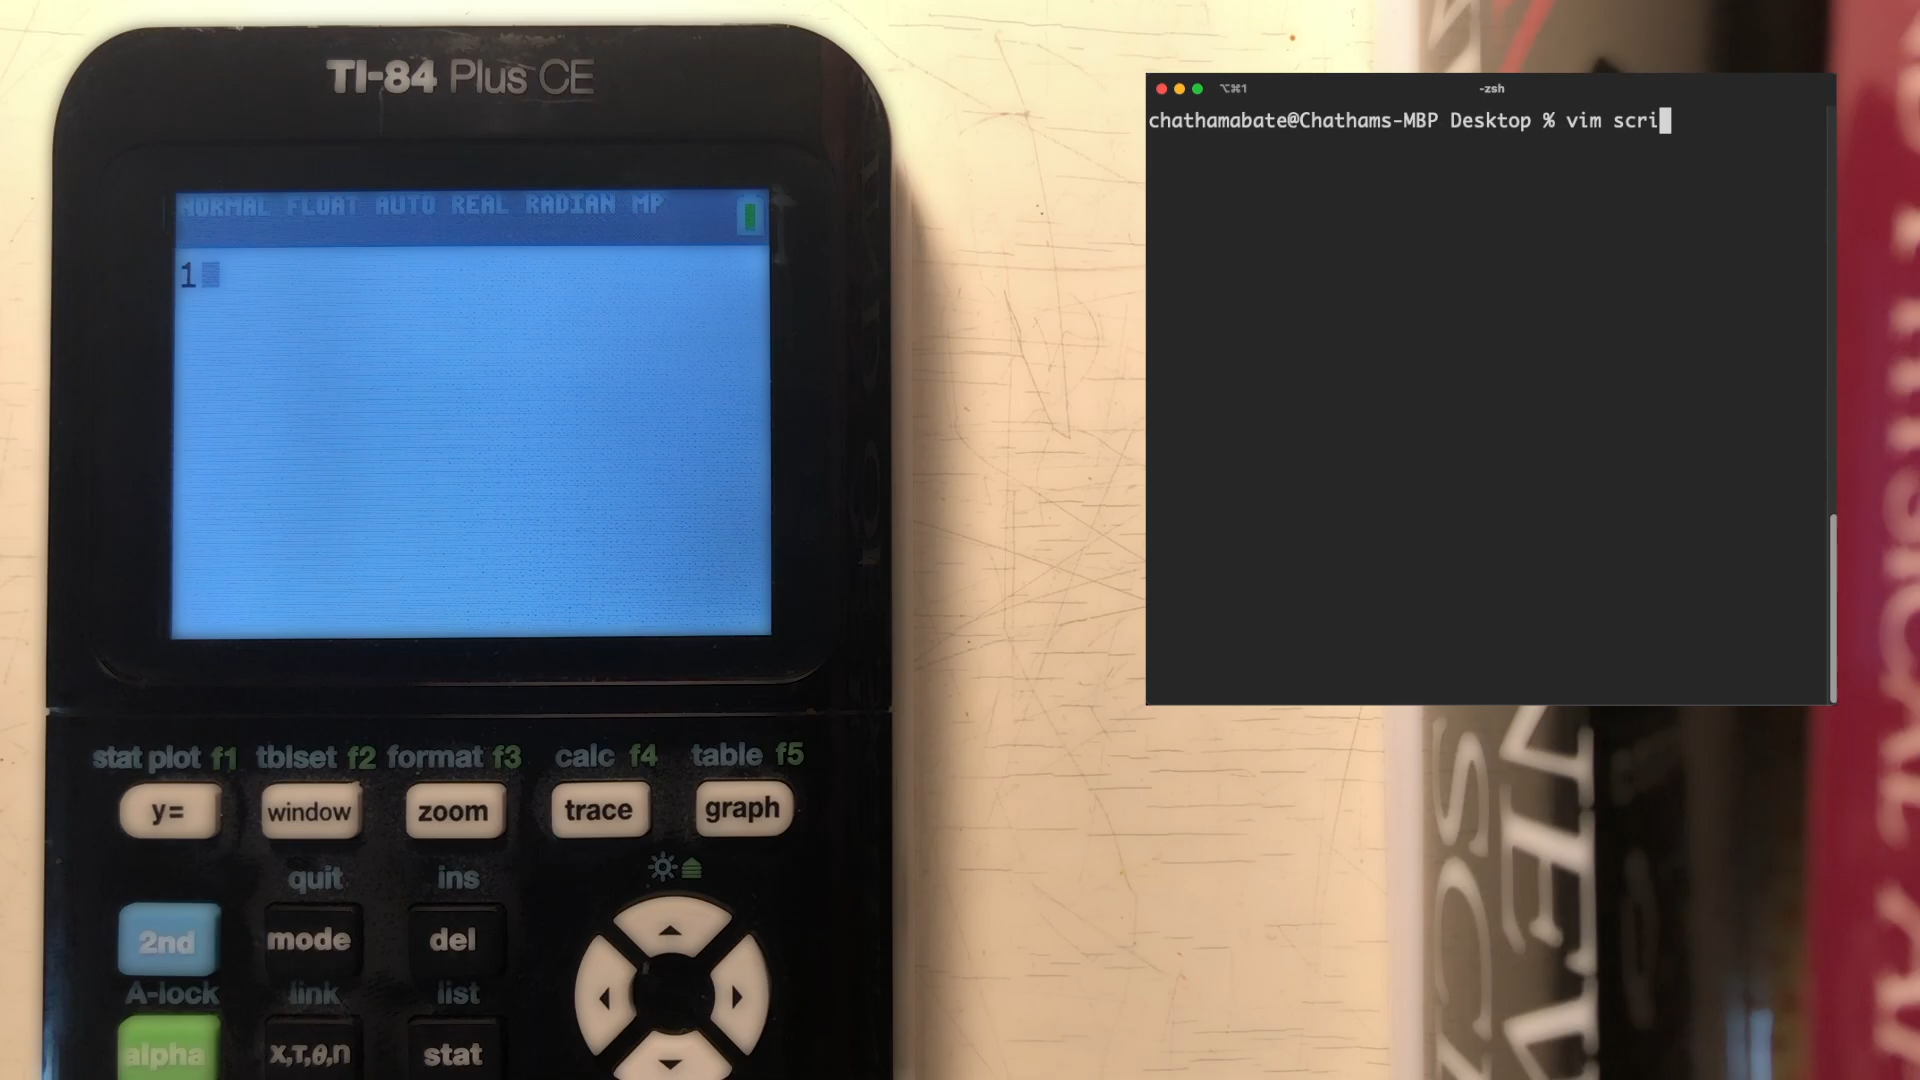 TI-84 Plus CE
NORMAL FLOAT AUTO REAL RADIAN MP
1
stat plot f1 tblset f2 format f3 calc f4 table f5
y= window zoom trace graph
quit ins
2nd mode del
A-lock link list
alpha X,T,θ,n stat
⌥⌘1 -zsh
chathamabate@Chathams-MBP Desktop % vim scri